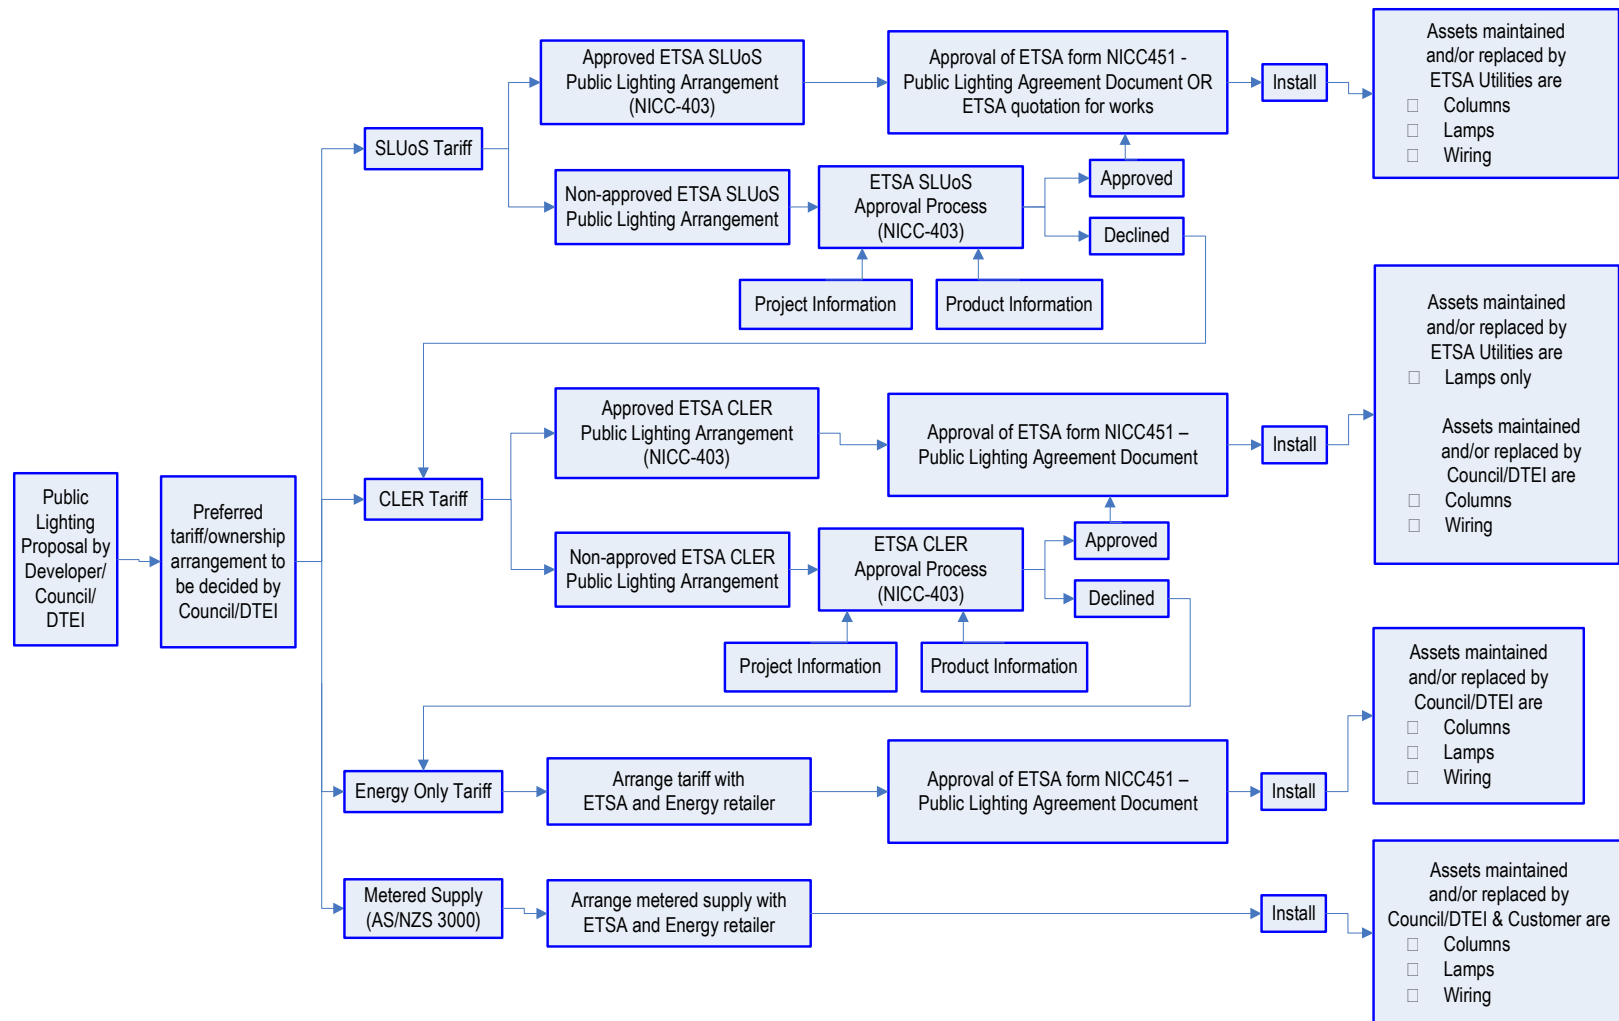 Public
Lighting
Proposal by
Developer/
Council/
DTEI
Preferred
tariff/ownership
arrangement to
be decided by
Council/DTEI
SLUoS Tariff
Approved ETSA SLUoS
Public Lighting Arrangement
(NICC-403)
Approval of ETSA form NICC451 -
Public Lighting Agreement Document OR
ETSA quotation for works
Install
Assets maintained
and/or replaced by
ETSA Utilities are
Columns
Lamps
Wiring
Non-approved ETSA SLUoS
Public Lighting Arrangement
ETSA SLUoS
Approval Process
(NICC-403)
Approved
Declined
Project Information
Product Information
CLER Tariff
Approved ETSA CLER
Public Lighting Arrangement
(NICC-403)
Approval of ETSA form NICC451 –
Public Lighting Agreement Document
Install
Assets maintained
and/or replaced by
ETSA Utilities are
Lamps only
Assets maintained
and/or replaced by
Council/DTEI are
Columns
Wiring
Non-approved ETSA CLER
Public Lighting Arrangement
ETSA CLER
Approval Process
(NICC-403)
Approved
Declined
Project Information
Product Information
Energy Only Tariff
Arrange tariff with
ETSA and Energy retailer
Approval of ETSA form NICC451 –
Public Lighting Agreement Document
Install
Assets maintained
and/or replaced by
Council/DTEI are
Columns
Lamps
Wiring
Metered Supply
(AS/NZS 3000)
Arrange metered supply with
ETSA and Energy retailer
Install
Assets maintained
and/or replaced by
Council/DTEI & Customer are
Columns
Lamps
Wiring